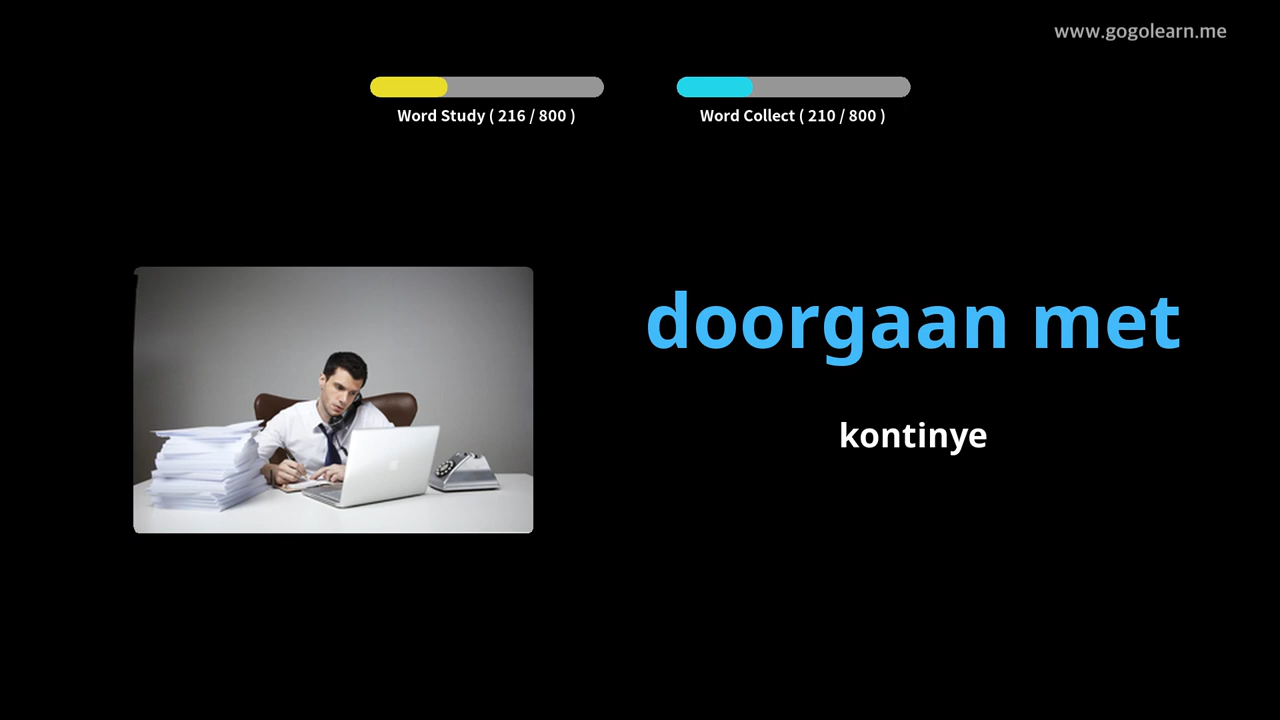 www.gogolearn.me
Word Study ( 216 / 800 )
Word Collect ( 210 / 800 )
doorgaan met
kontinye